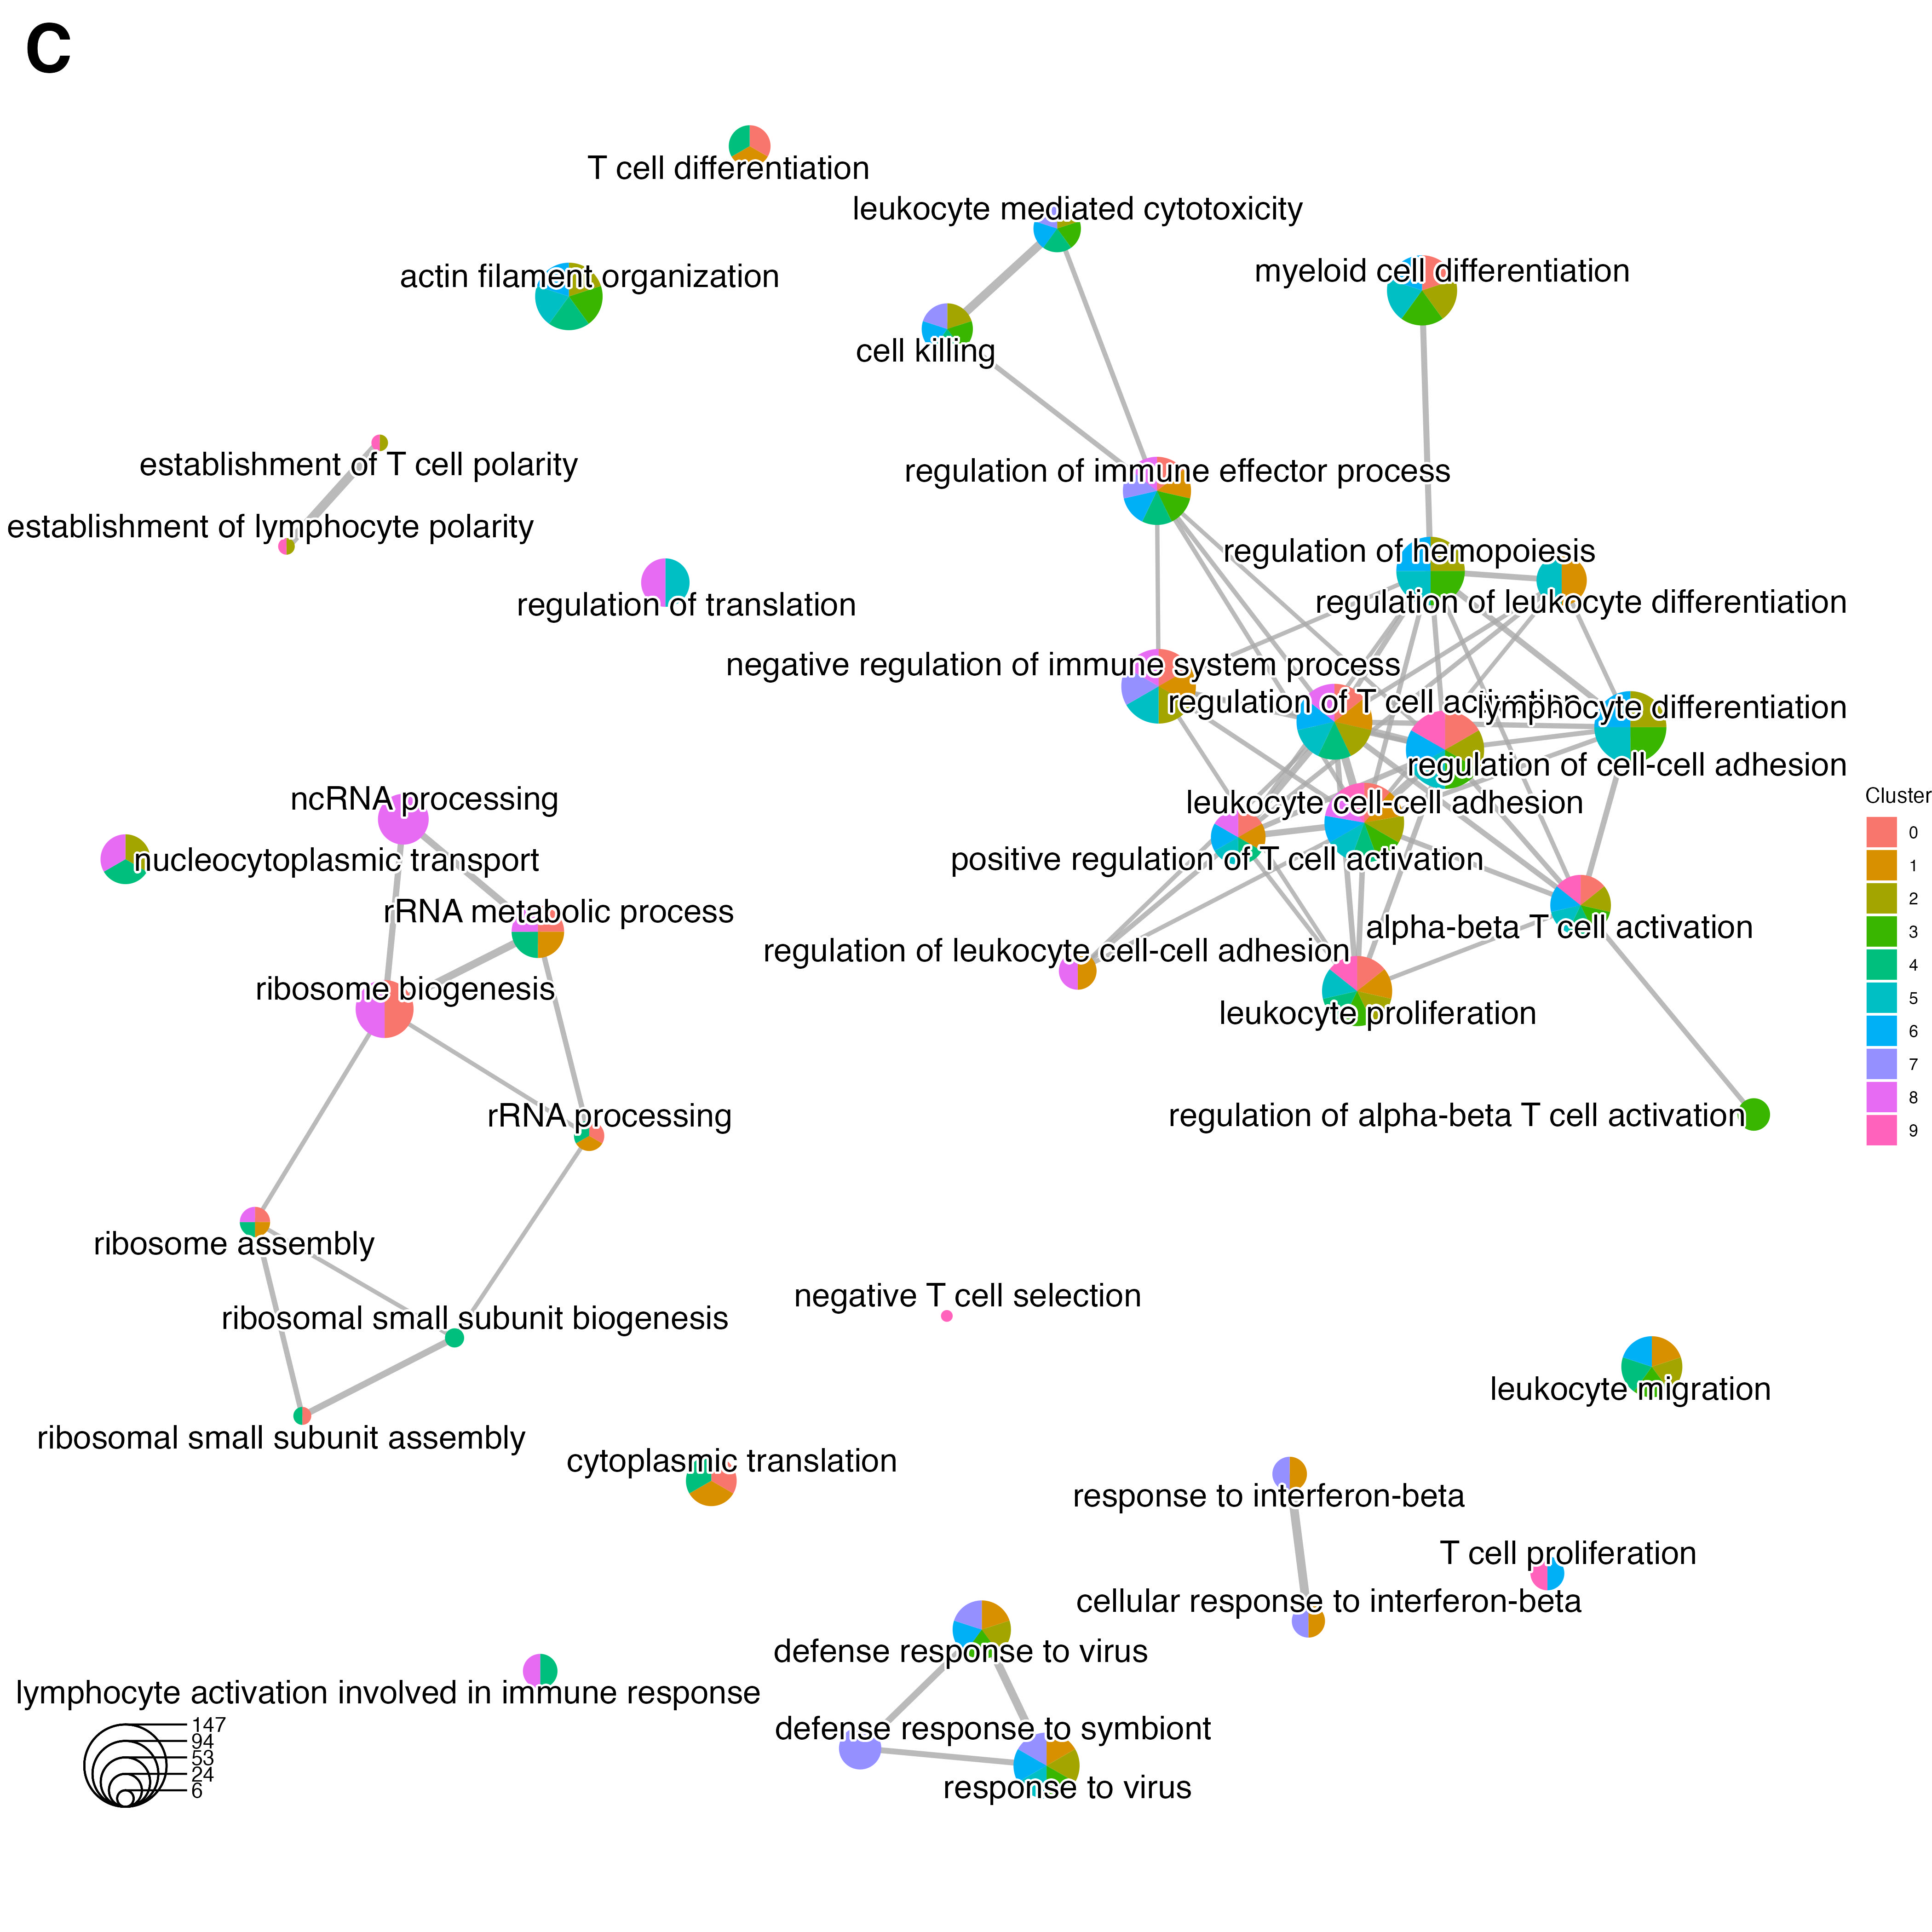 C
T cell differentiation
leukocyte mediated cytotoxicity
actin filament organization
myeloid cell differentiation
cell killing
establishment of T cell polarity
regulation of immune effector process
establishment of lymphocyte polarity
regulation of hemopoiesis
regulation of translation
regulation of leukocyte differentiation
negative regulation of immune system process
regulation of T cell activation
lymphocyte differentiation
regulation of cell-cell adhesion
ncRNA processing
leukocyte cell-cell adhesion
nucleocytoplasmic transport
positive regulation of T cell activation
rRNA metabolic process
alpha-beta T cell activation
regulation of leukocyte cell-cell adhesion
ribosome biogenesis
leukocyte proliferation
rRNA processing
regulation of alpha-beta T cell activation
Cluster
0
1
2
3
4
5
6
7
8
9
ribosome assembly
negative T cell selection
ribosomal small subunit biogenesis
leukocyte migration
ribosomal small subunit assembly
cytoplasmic translation
response to interferon-beta
T cell proliferation
cellular response to interferon-beta
defense response to virus
lymphocyte activation involved in immune response
defense response to symbiont
response to virus
147
94
53
24
6